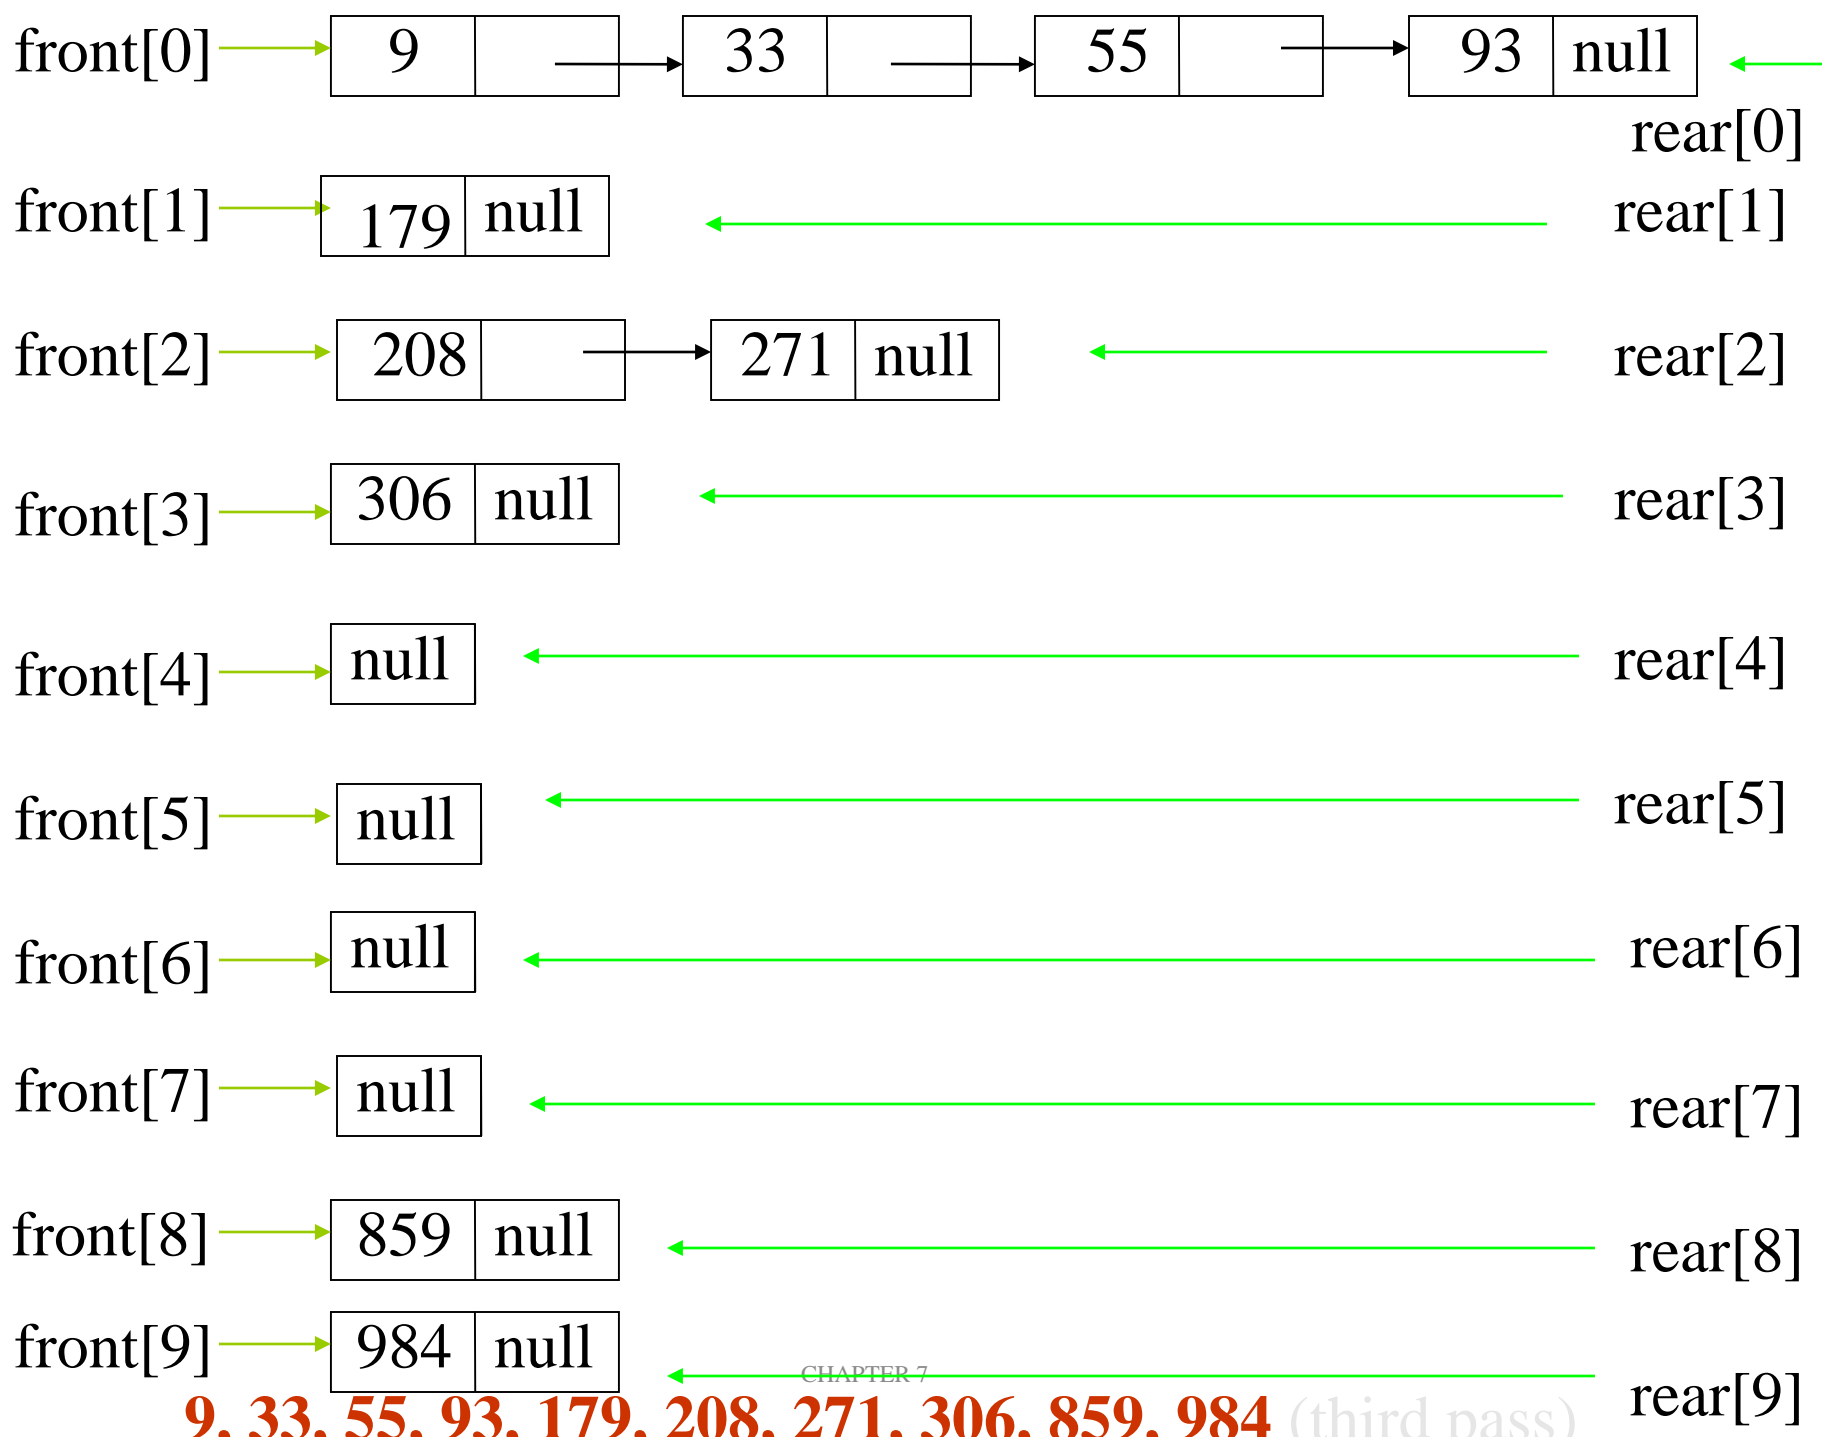 front[0] 9 33 55 93 null
rear[0]
front[1] 179 null rear[1]
front[2] 208 271 null rear[2]
front[3] 306 null rear[3]
front[4] null rear[4]
front[5] null rear[5]
front[6] null rear[6]
front[7] null rear[7]
front[8] 859 null rear[8]
front[9] 984 null rear[9]
CHAPTER 7
9, 33, 55, 93, 179, 208, 271, 306, 859, 984 (third pass)